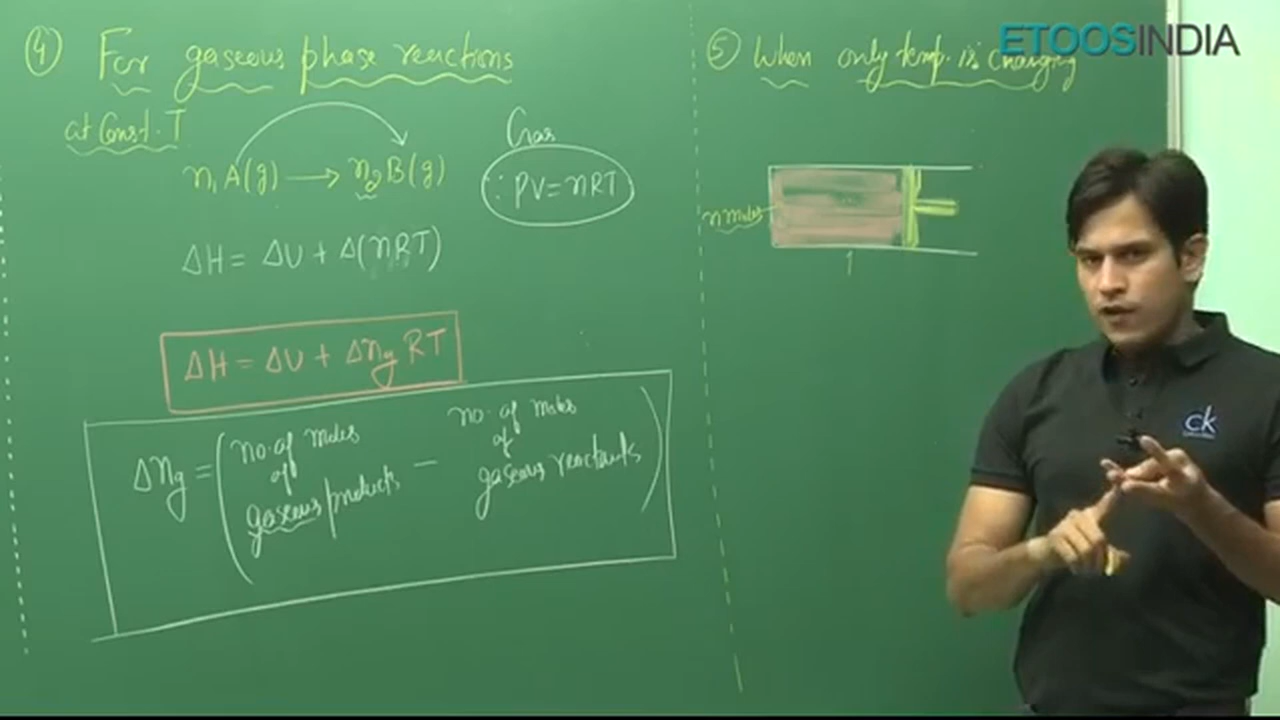 ④ For gaseous phase reactions
at Const. T
n₁A(g) ⟶ n₂B(g)
Gas
∵ PV = nRT
ΔH = ΔU + Δ(nRT)
ΔH = ΔU + Δng RT
Δng = (no. of moles of gaseous products − no. of moles of gaseous reactants)
⑤ When only temp. is changing
n moles
1
ETOOSINDIA
ck